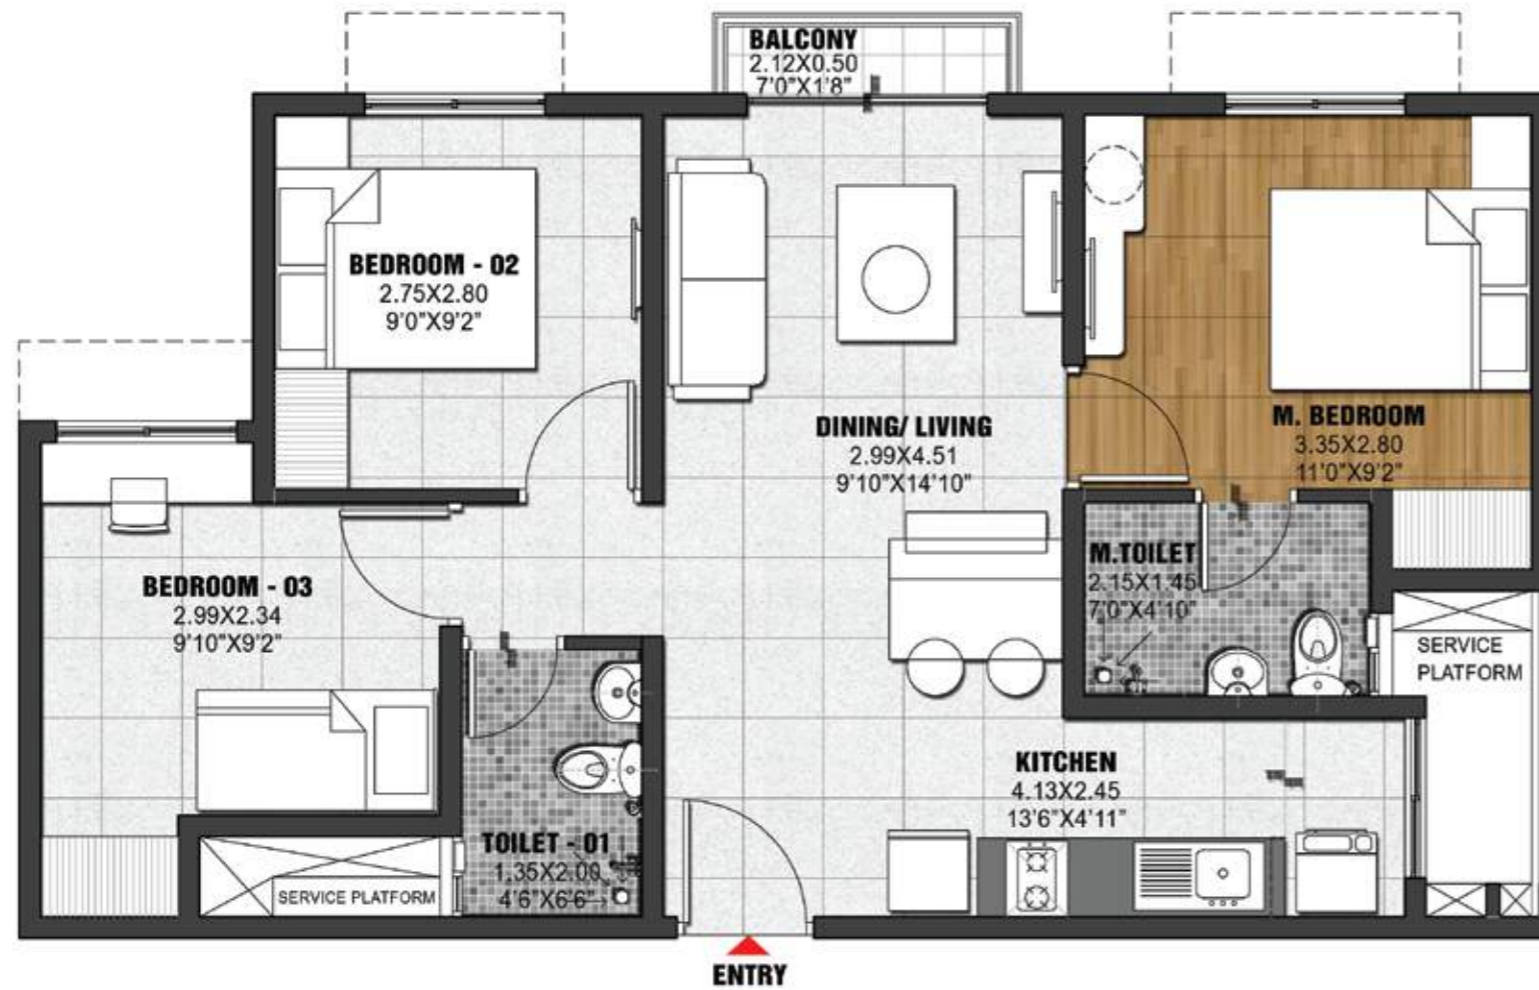 BALCONY
2.12X0.50
7'0"X1'8"
BEDROOM - 02
2.75X2.80
9'0"X9'2"
DINING/ LIVING
2.99X4.51
9'10"X14'10"
M. BEDROOM
3.35X2.80
11'0"X9'2"
BEDROOM - 03
2.99X2.34
9'10"X9'2"
M.TOILET
2.15X1.45
7'0"X4'10"
SERVICE
PLATFORM
KITCHEN
4.13X2.45
13'6"X4'11"
TOILET - 01
1.35X2.00
4'6"X6'6"
SERVICE PLATFORM
ENTRY